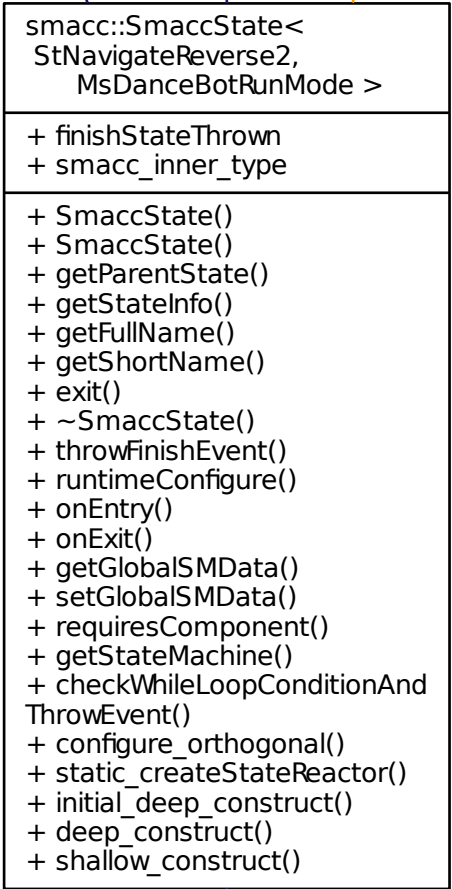 smacc::SmaccState<
StNavigateReverse2,
MsDanceBotRunMode >
+ finishStateThrown
+ smacc_inner_type
+ SmaccState()
+ SmaccState()
+ getParentState()
+ getStateInfo()
+ getFullName()
+ getShortName()
+ exit()
+ ~SmaccState()
+ throwFinishEvent()
+ runtimeConfigure()
+ onEntry()
+ onExit()
+ getGlobalSMData()
+ setGlobalSMData()
+ requiresComponent()
+ getStateMachine()
+ checkWhileLoopConditionAnd
ThrowEvent()
+ configure_orthogonal()
+ static_createStateReactor()
+ initial_deep_construct()
+ deep_construct()
+ shallow_construct()